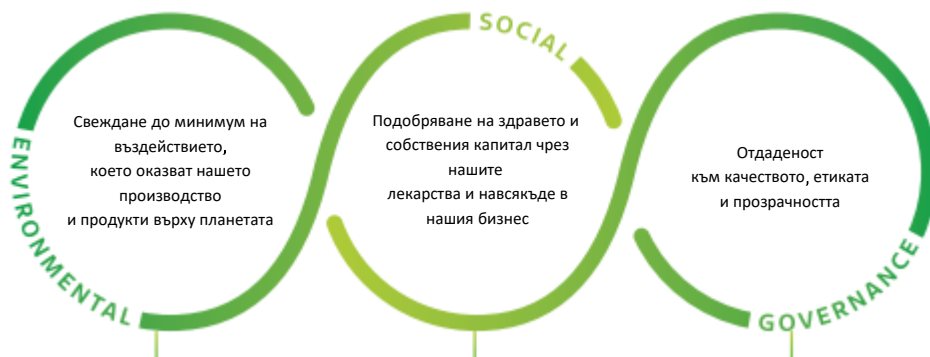 ENVIRONMENTAL
Свеждане до минимум на
въздействието,
което оказват нашето
производство
и продукти върху планетата
SOCIAL
Подобряване на здравето и
собствения капитал чрез
нашите
лекарства и навсякъде в
нашия бизнес
Отдаденост
към качеството, етиката
и прозрачността
GOVERNANCE